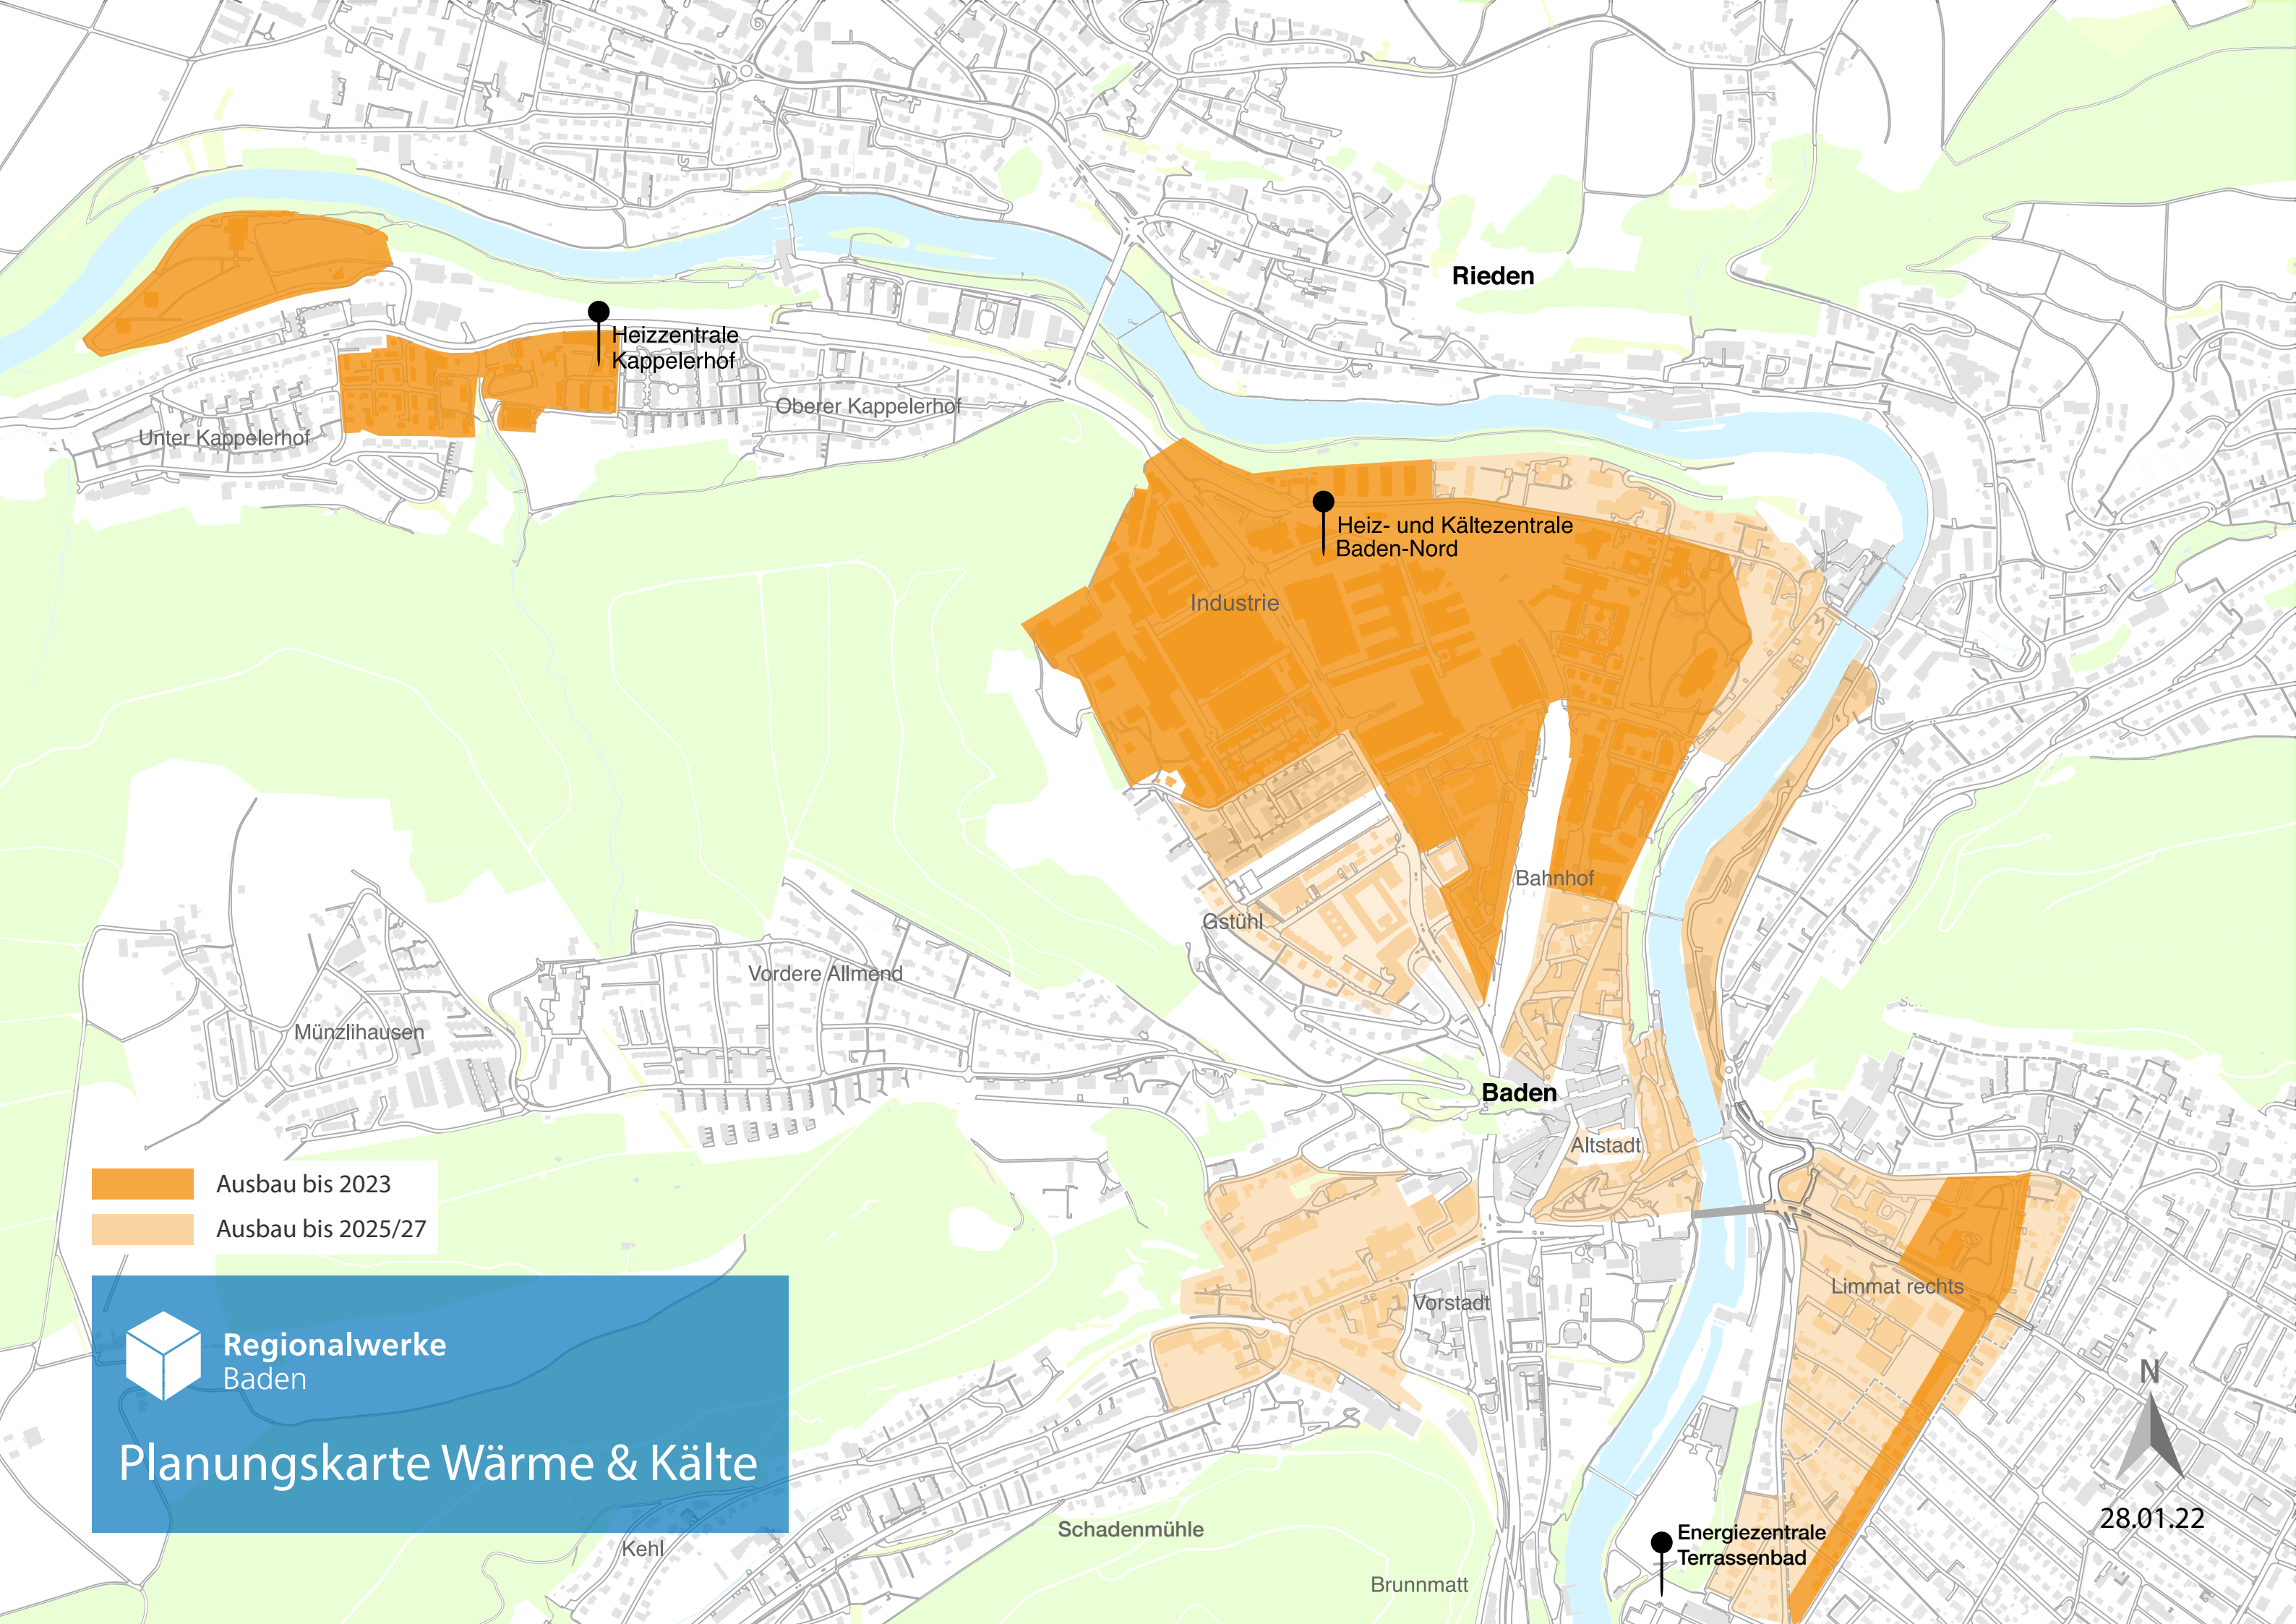 Rieden
Heizzentrale
Kappelerhof
Oberer Kappelerhof
Unter Kappelerhof
Heiz- und Kältezentrale
Baden-Nord
Industrie
Bahnhof
Gstühl
Vordere Allmend
Münzlihausen
Baden
Altstadt
Ausbau bis 2023
Ausbau bis 2025/27
Limmat rechts
Vorstadt
Regionalwerke
Baden
Planungskarte Wärme & Kälte
N
28.01.22
Schadenmühle
Energiezentrale
Terrassenbad
Kehl
Brunnmatt